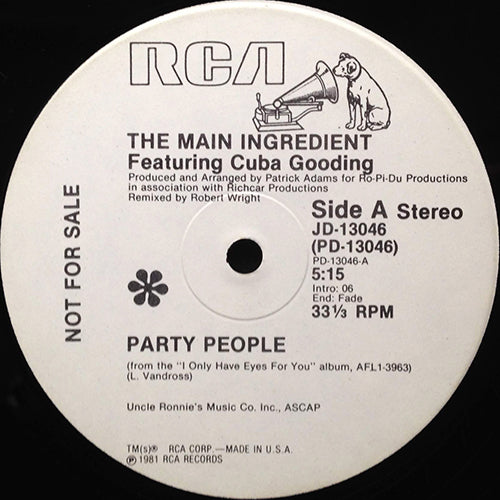 RCA
THE MAIN INGREDIENT
Featuring Cuba Gooding
Produced and Arranged by Patrick Adams for Ro-Pi-Du Productions
in association with Richcar Productions
Remixed by Robert Wright
Side A Stereo
JD-13046
(PD-13046)
PD-13046-A
5:15
Intro: 06
End: Fade
33⅓ RPM
NOT FOR SALE
PARTY PEOPLE
(from the "I Only Have Eyes For You" album, AFL1-3963)
(L. Vandross)
Uncle Ronnie's Music Co. Inc., ASCAP
TM(s)® RCA CORP.—MADE IN U.S.A.
℗ 1981 RCA RECORDS